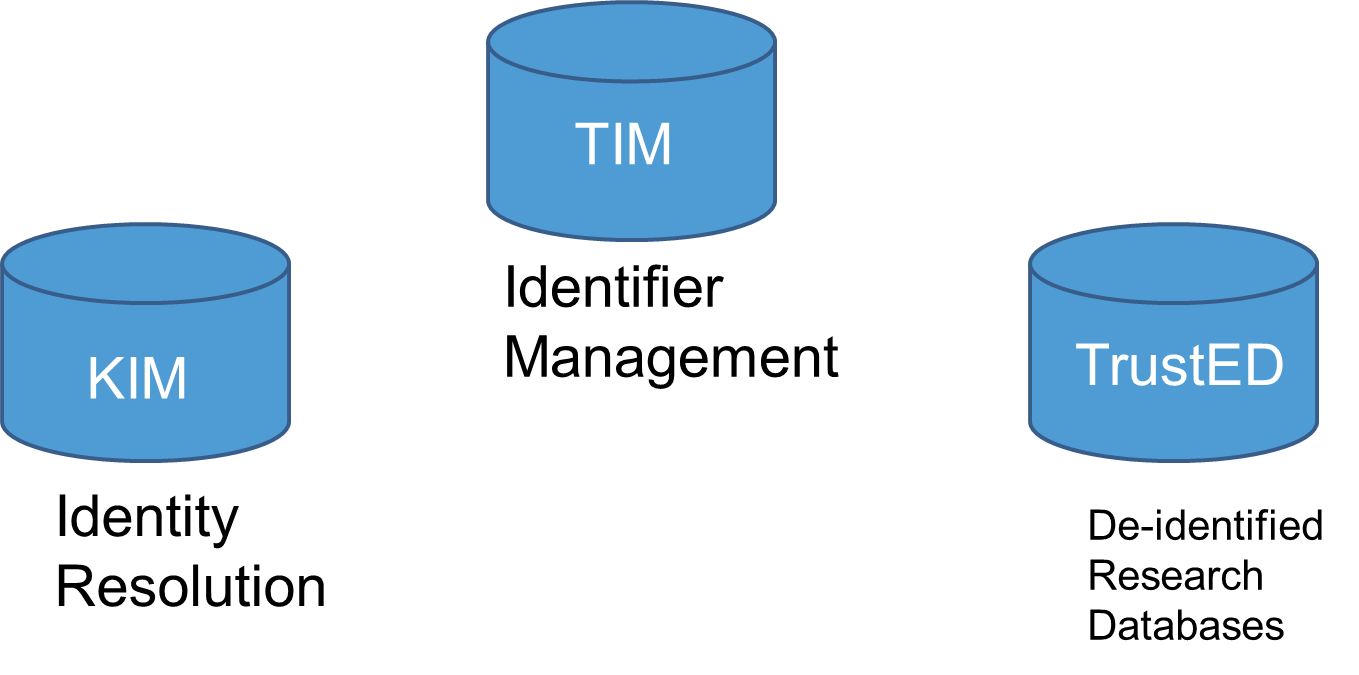 TIM
Identifier
Management
KIM
Identity
Resolution
TrustED
De-identified
Research
Databases